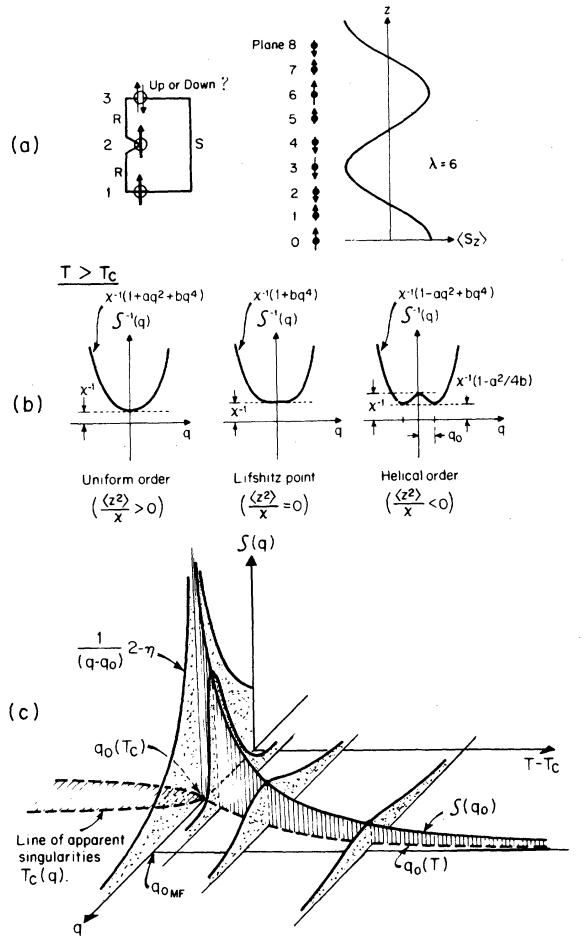 (a)
Up or Down ?
3
R
2
S
R
1
Plane 8
7
6
5
4
3
2
1
0
z
λ = 6
⟨S_z⟩
T > T_C
(b)
χ⁻¹(1+aq²+bq⁴)
S⁻¹(q)
χ⁻¹
q
Uniform order
(⟨z²⟩/χ > 0)
χ⁻¹(1+bq⁴)
S⁻¹(q)
χ⁻¹
q
Lifshitz point
(⟨z²⟩/χ = 0)
χ⁻¹(1-aq²+bq⁴)
S⁻¹(q)
χ⁻¹(1-a²/4b)
χ⁻¹
q
q₀
Helical order
(⟨z²⟩/χ < 0)
(c)
S(q)
1/(q-q₀) 2-η
q₀(T_C)
T-T_C
S(q₀)
q₀(T)
Line of apparent
singularities
T_C(q).
q₀MF
q